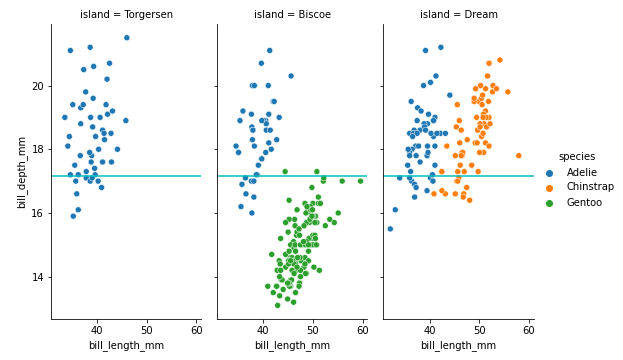 island = Torgersen
island = Biscoe
island = Dream
bill_depth_mm
20
18
16
14
40
50
60
40
50
60
40
50
60
bill_length_mm
bill_length_mm
bill_length_mm
species
Adelie
Chinstrap
Gentoo